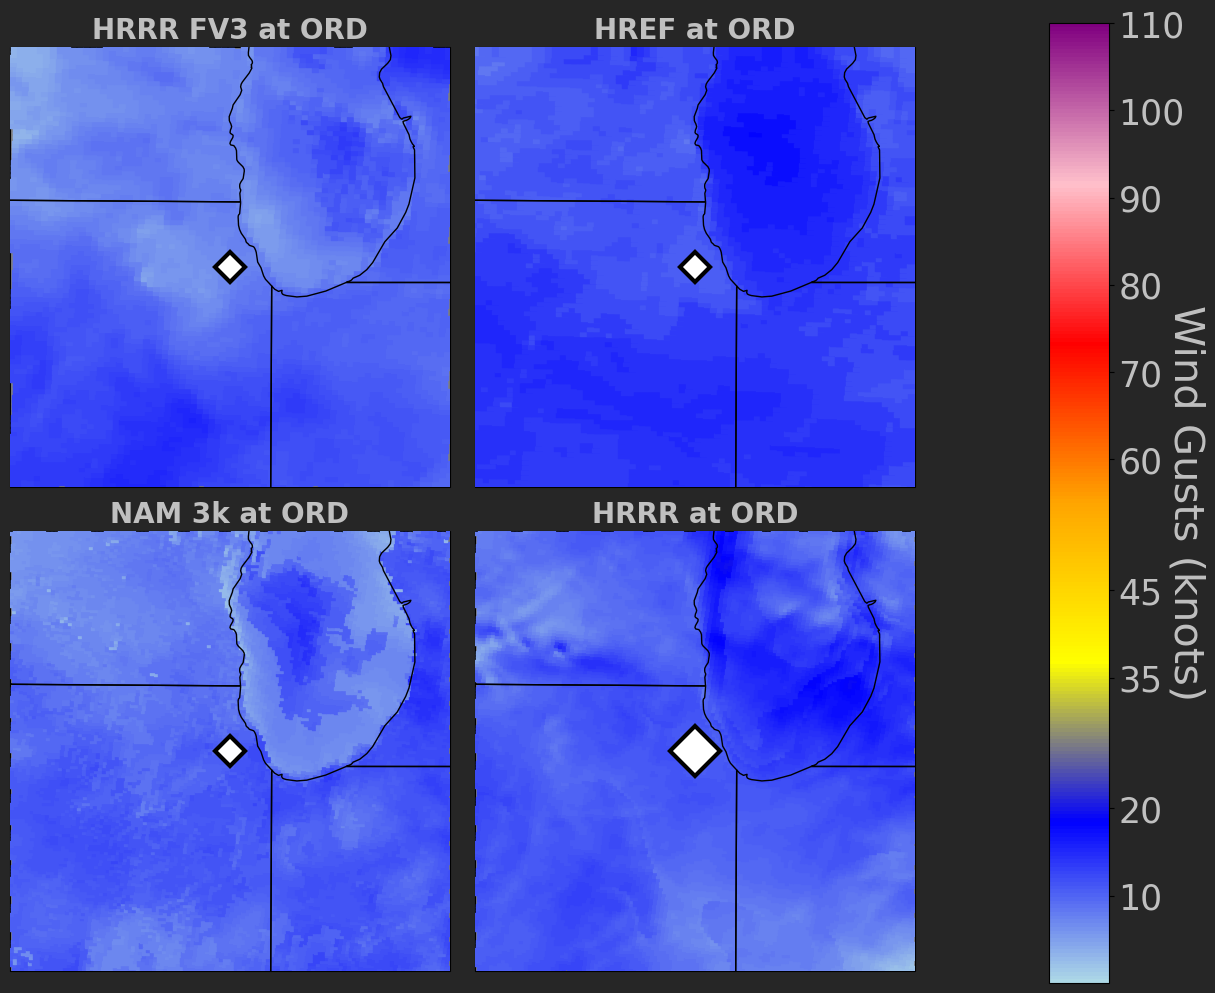 HRRR FV3 at ORD
HREF at ORD
NAM 3k at ORD
HRRR at ORD
110
100
90
80
70
60
45
35
20
10
Wind Gusts (knots)